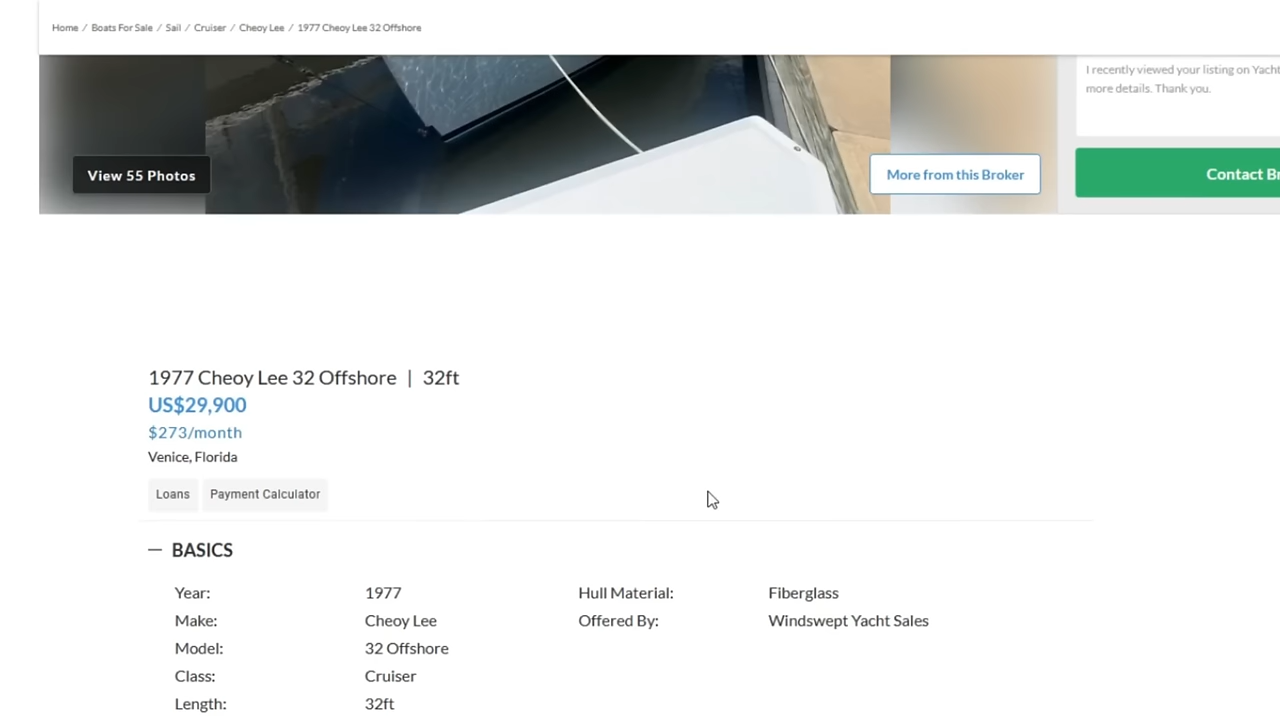 Home / Boats For Sale / Sail / Cruiser / Cheoy Lee / 1977 Cheoy Lee 32 Offshore
I recently viewed your listing on Yacht
more details. Thank you.
View 55 Photos
More from this Broker
Contact Br
1977 Cheoy Lee 32 Offshore | 32ft
US$29,900
$273/month
Venice, Florida
Loans Payment Calculator
— BASICS
Year: 1977 Hull Material: Fiberglass
Make: Cheoy Lee Offered By: Windswept Yacht Sales
Model: 32 Offshore
Class: Cruiser
Length: 32ft